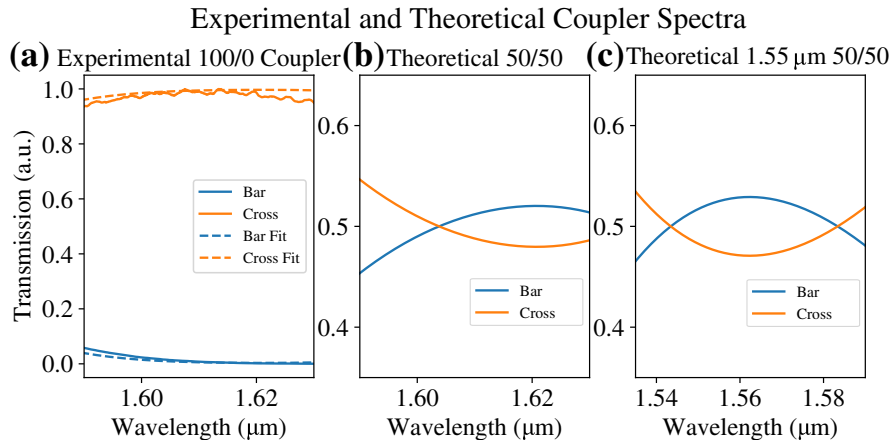 Experimental and Theoretical Coupler Spectra
(a) Experimental 100/0 Coupler
(b) Theoretical 50/50
(c) Theoretical 1.55 μm 50/50
Transmission (a.u.)
1.0
0.8
0.6
0.4
0.2
0.0
Bar
Cross
Bar Fit
Cross Fit
1.60
1.62
Wavelength (μm)
0.6
0.5
0.4
Bar
Cross
1.60
1.62
Wavelength (μm)
0.6
0.5
0.4
Bar
Cross
1.54
1.56
1.58
Wavelength (μm)